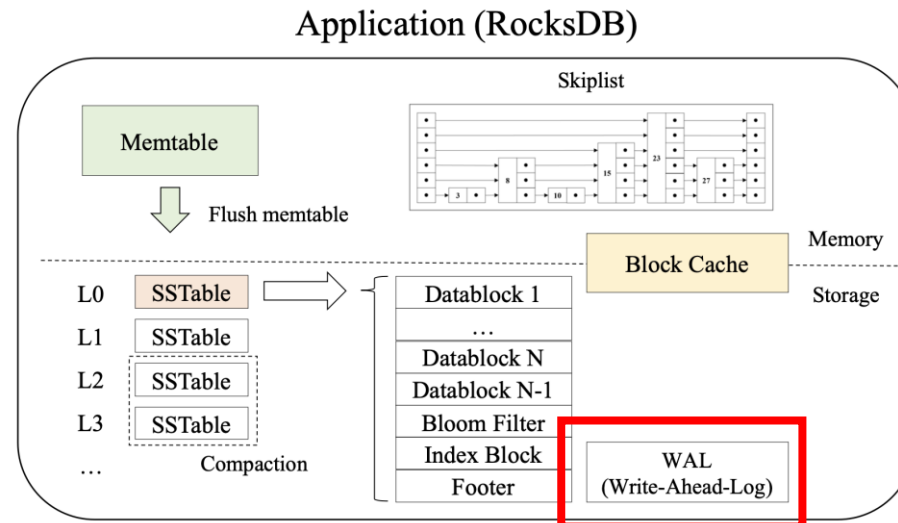 Application (RocksDB)
Skiplist
Memtable
23
15
8
27
3
10
Flush memtable
Memory
Block Cache
Storage
L0
SSTable
Datablock 1
L1
SSTable
…
L2
SSTable
Datablock N
Datablock N-1
L3
SSTable
Bloom Filter
…
Compaction
Index Block
Footer
WAL
(Write-Ahead-Log)